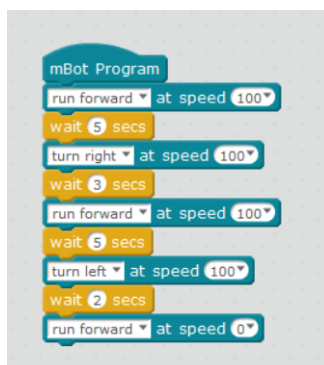 mBot Program
run forward at speed 100
wait 5 secs
turn right at speed 100
wait 3 secs
run forward at speed 100
wait 5 secs
turn left at speed 100
wait 2 secs
run forward at speed 0